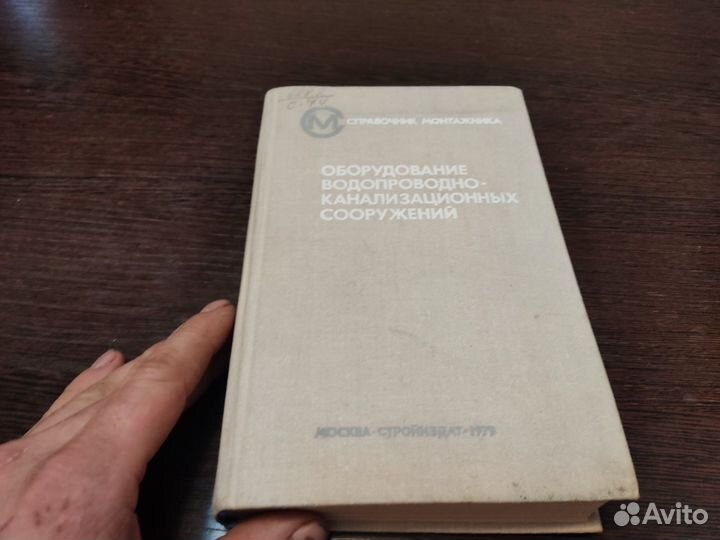 СПРАВОЧНИК МОНТАЖНИКА
ОБОРУДОВАНИЕ
ВОДОПРОВОДНО-
КАНАЛИЗАЦИОННЫХ
СООРУЖЕНИЙ
МОСКВА-СТРОЙИЗДАТ-1979
Avito